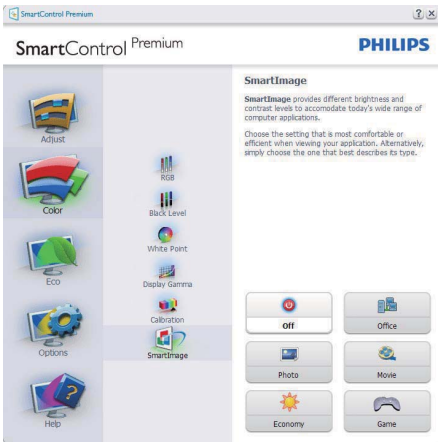 SmartControl Premium
SmartControl Premium
PHILIPS
Adjust
Color
Eco
Options
Help
RGB
Black Level
White Point
Display Gamma
Calibration
SmartImage
SmartImage
SmartImage provides different brightness and
contrast levels to accomodate today's wide range of
computer applications.
Choose the setting that is most comfortable or
efficient when viewing your application. Alternatively,
simply choose the one that best describes its type.
Off
Office
Photo
Movie
Economy
Game